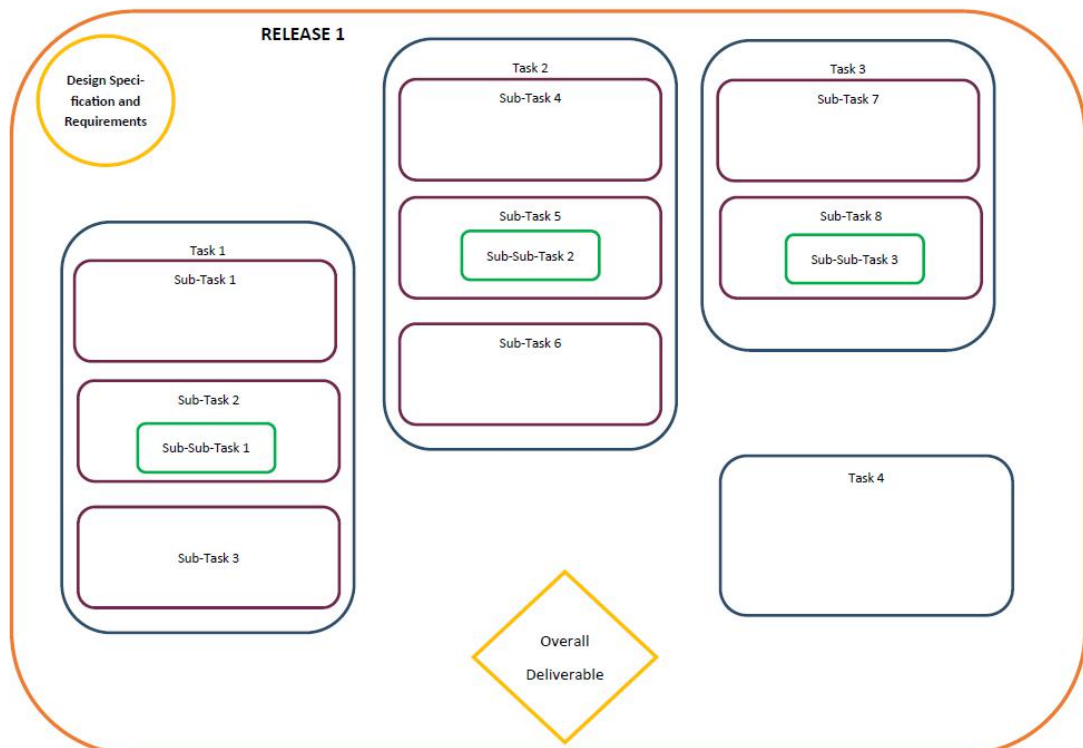 RELEASE 1
Design Speci-
fication and
Requirements
Task 1
Sub-Task 1
Sub-Task 2
Sub-Sub-Task 1
Sub-Task 3
Task 2
Sub-Task 4
Sub-Task 5
Sub-Sub-Task 2
Sub-Task 6
Task 3
Sub-Task 7
Sub-Task 8
Sub-Sub-Task 3
Task 4
Overall
Deliverable